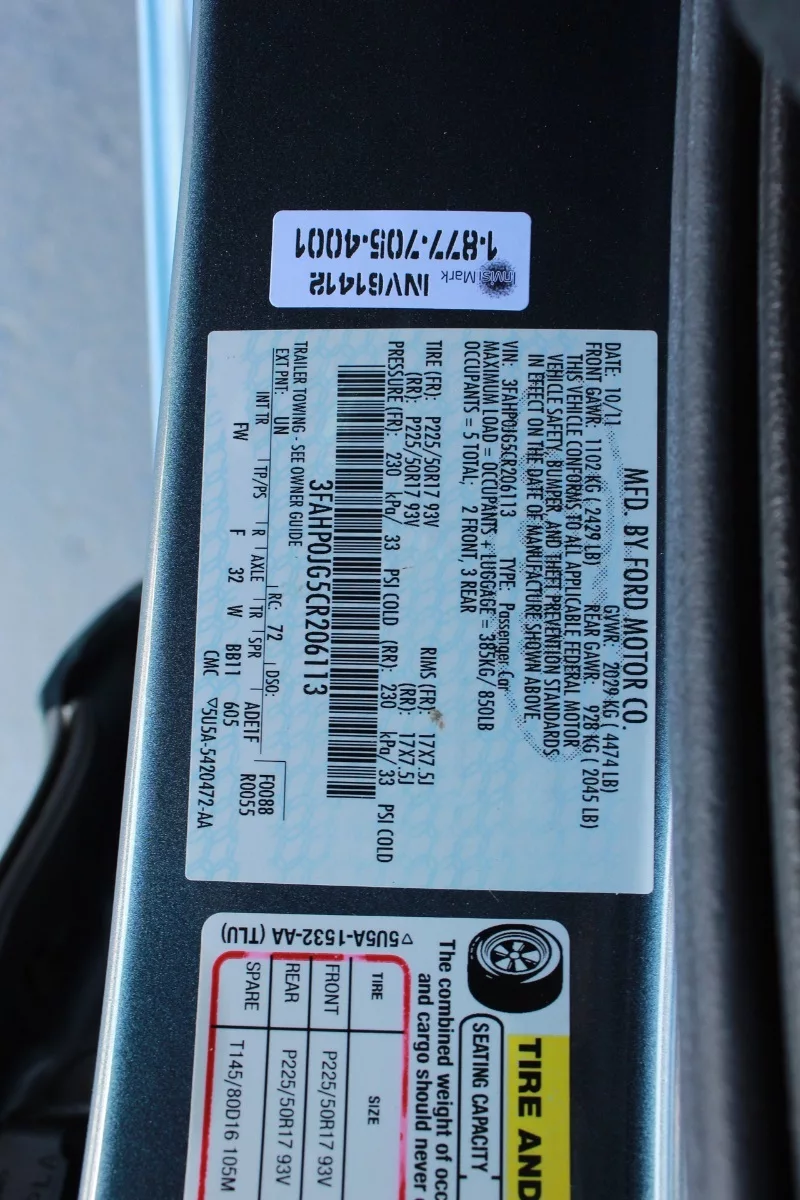 INV61412
InvisiMark
1-877-705-4001
MFD. BY FORD MOTOR CO.
DATE: 10/11 GVWR: 2029 KG ( 4474 LB)
FRONT GAWR: 1102 KG ( 2429 LB) REAR GAWR: 928 KG ( 2045 LB)
THIS VEHICLE CONFORMS TO ALL APPLICABLE FEDERAL MOTOR
VEHICLE SAFETY, BUMPER, AND THEFT PREVENTION STANDARDS
IN EFFECT ON THE DATE OF MANUFACTURE SHOWN ABOVE.
VIN: 3FAHP0JG5CR206113 TYPE: Passenger Car
MAXIMUM LOAD = OCCUPANTS + LUGGAGE = 385KG/ 850LB
OCCUPANTS = 5 TOTAL; 2 FRONT, 3 REAR
TIRE (FR): P225/50R17 93V RIMS (FR): 17X7.5J
(RR): P225/50R17 93V (RR): 17X7.5J
PRESSURE (FR): 230 kPa/ 33 PSI COLD (RR): 230 kPa/ 33 PSI COLD
3FAHP0JG5CR206113
TRAILER TOWING - SEE OWNER GUIDE
EXT PNT: UN RC: 72 DSO: F0088
INT TR TP/PS R AXLE TR SPR ADE1F R0055
FW F 32 W BB11 605
CMC ▽5U5A-5420472-AA
TIRE AND
SEATING CAPACITY
The combined weight of occ
and cargo should never
TIRE SIZE
FRONT P225/50R17 93V
REAR P225/50R17 93V
SPARE T145/80D16 105M
▽5U5A-1532-AA (TLU)